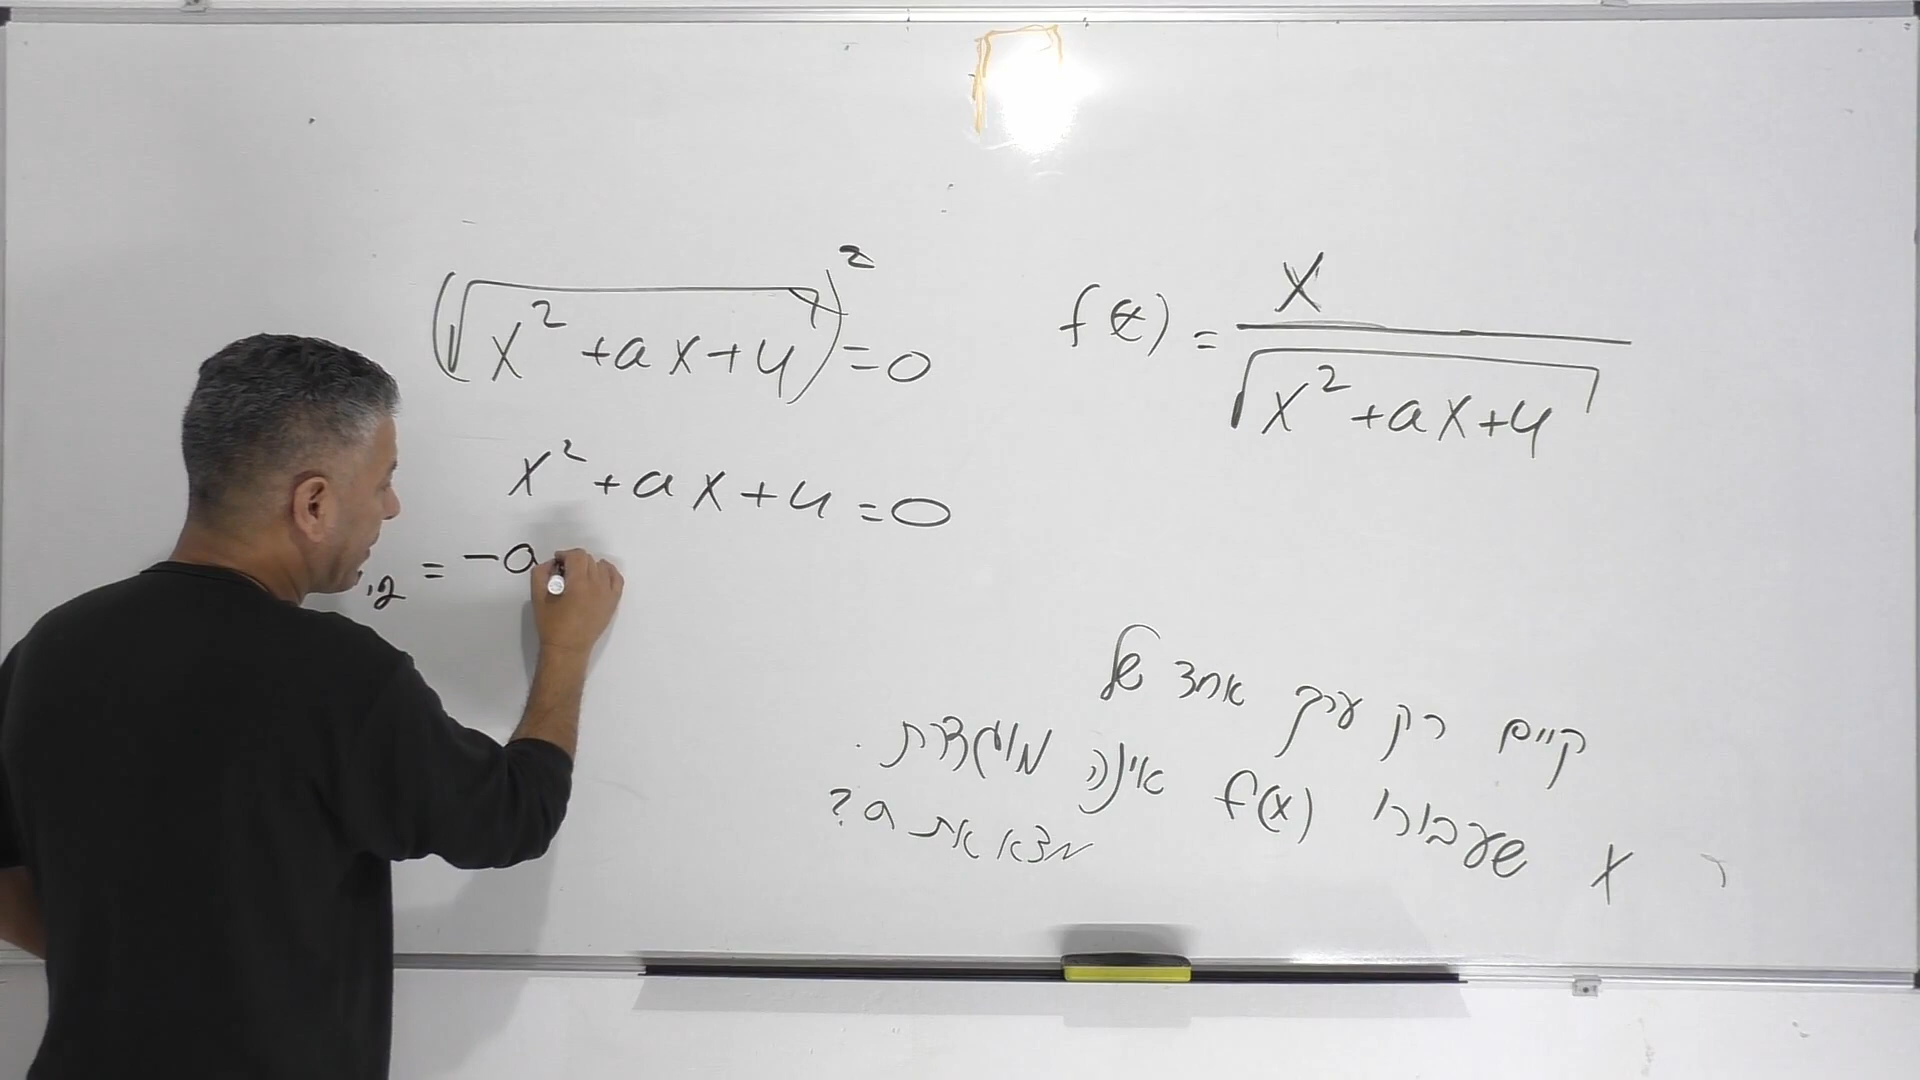 f(x) = x / √(x² + ax + 4)
(√(x² + ax + 4))² = 0
x² + ax + 4 = 0
,2 = -a
קיים רק ערך אחד של
x שעבורו f(x) אינה מוגדרת.
מצא את a?